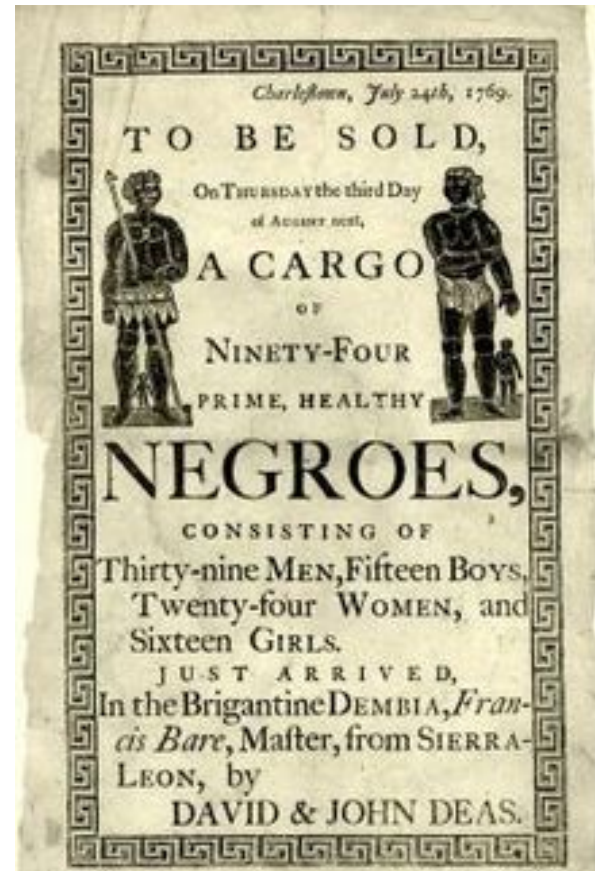 Charlestown, July 24th, 1769.
TO BE SOLD,
On THURSDAY the third Day
of AUGUST next,
A CARGO
OF
NINETY-FOUR
PRIME, HEALTHY
NEGROES,
CONSISTING OF
Thirty-nine MEN, Fifteen BOYS,
Twenty-four WOMEN, and
Sixteen GIRLS.
JUST ARRIVED,
In the Brigantine DEMBIA, Fran-
cis Bare, Maſter, from SIERRA-
LEON, by
DAVID & JOHN DEAS.